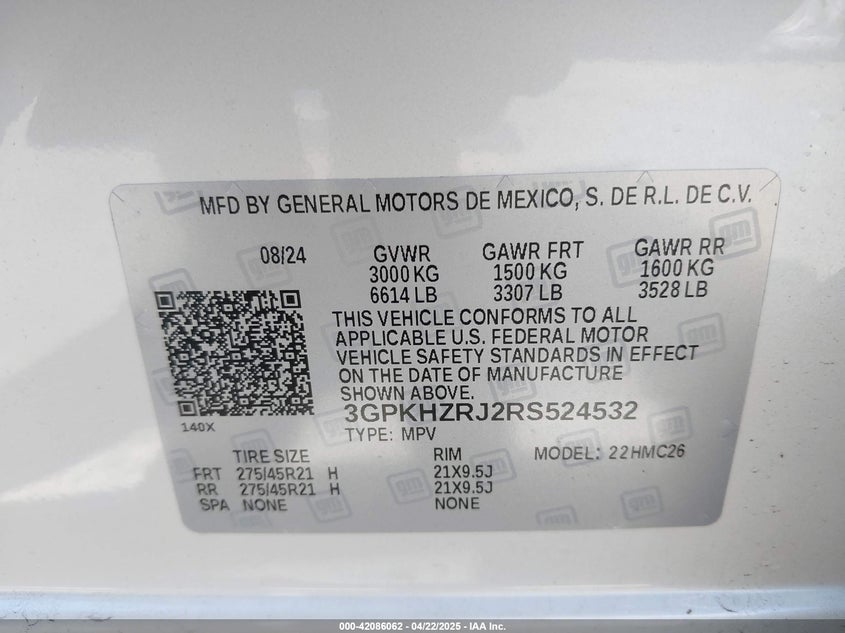 MFD BY GENERAL MOTORS DE MEXICO, S. DE R.L. DE C.V.
08/24 GVWR GAWR FRT GAWR RR
3000 KG 1500 KG 1600 KG
6614 LB 3307 LB 3528 LB
THIS VEHICLE CONFORMS TO ALL
APPLICABLE U.S. FEDERAL MOTOR
VEHICLE SAFETY STANDARDS IN EFFECT
ON THE DATE OF MANUFACTURE
SHOWN ABOVE.
140X
3GPKHZRJ2RS524532
TYPE: MPV
TIRE SIZE RIM MODEL: 22HMC26
FRT 275/45R21 H 21X9.5J
RR 275/45R21 H 21X9.5J
SPA NONE NONE
gm
000-42086062 - 04/22/2025 - IAA Inc.